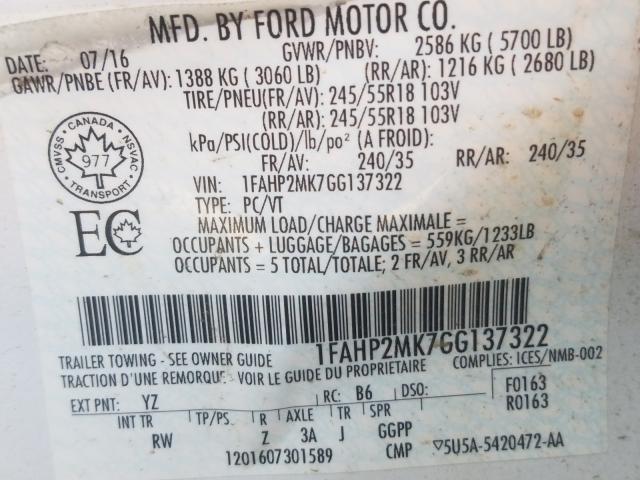 MFD. BY FORD MOTOR CO.
DATE: 07/16 GVWR/PNBV: 2586 KG ( 5700 LB)
GAWR/PNBE (FR/AV): 1388 KG ( 3060 LB) (RR/AR): 1216 KG ( 2680 LB)
TIRE/PNEU(FR/AV): 245/55R18 103V
(RR/AR): 245/55R18 103V
kPa/PSI(COLD)/lb/po² (A FROID):
FR/AV: 240/35 RR/AR: 240/35
CANADA
CMVSS 977 NSVAC
TRANSPORT
VIN: 1FAHP2MK7GG137322
TYPE: PC/VT
EC
MAXIMUM LOAD/CHARGE MAXIMALE =
OCCUPANTS + LUGGAGE/BAGAGES = 559KG/1233LB
OCCUPANTS = 5 TOTAL/TOTALE; 2 FR/AV, 3 RR/AR
1FAHP2MK7GG137322
TRAILER TOWING - SEE OWNER GUIDE COMPLIES: ICES/NMB-002
TRACTION D'UNE REMORQUE - VOIR LE GUIDE DU PROPRIETAIRE
EXT PNT: YZ RC: B6 DSO: F0163
INT TR TP/PS R AXLE TR SPR R0163
RW Z 3A J GGPP
1201607301589 CMP ▽5U5A-5420472-AA